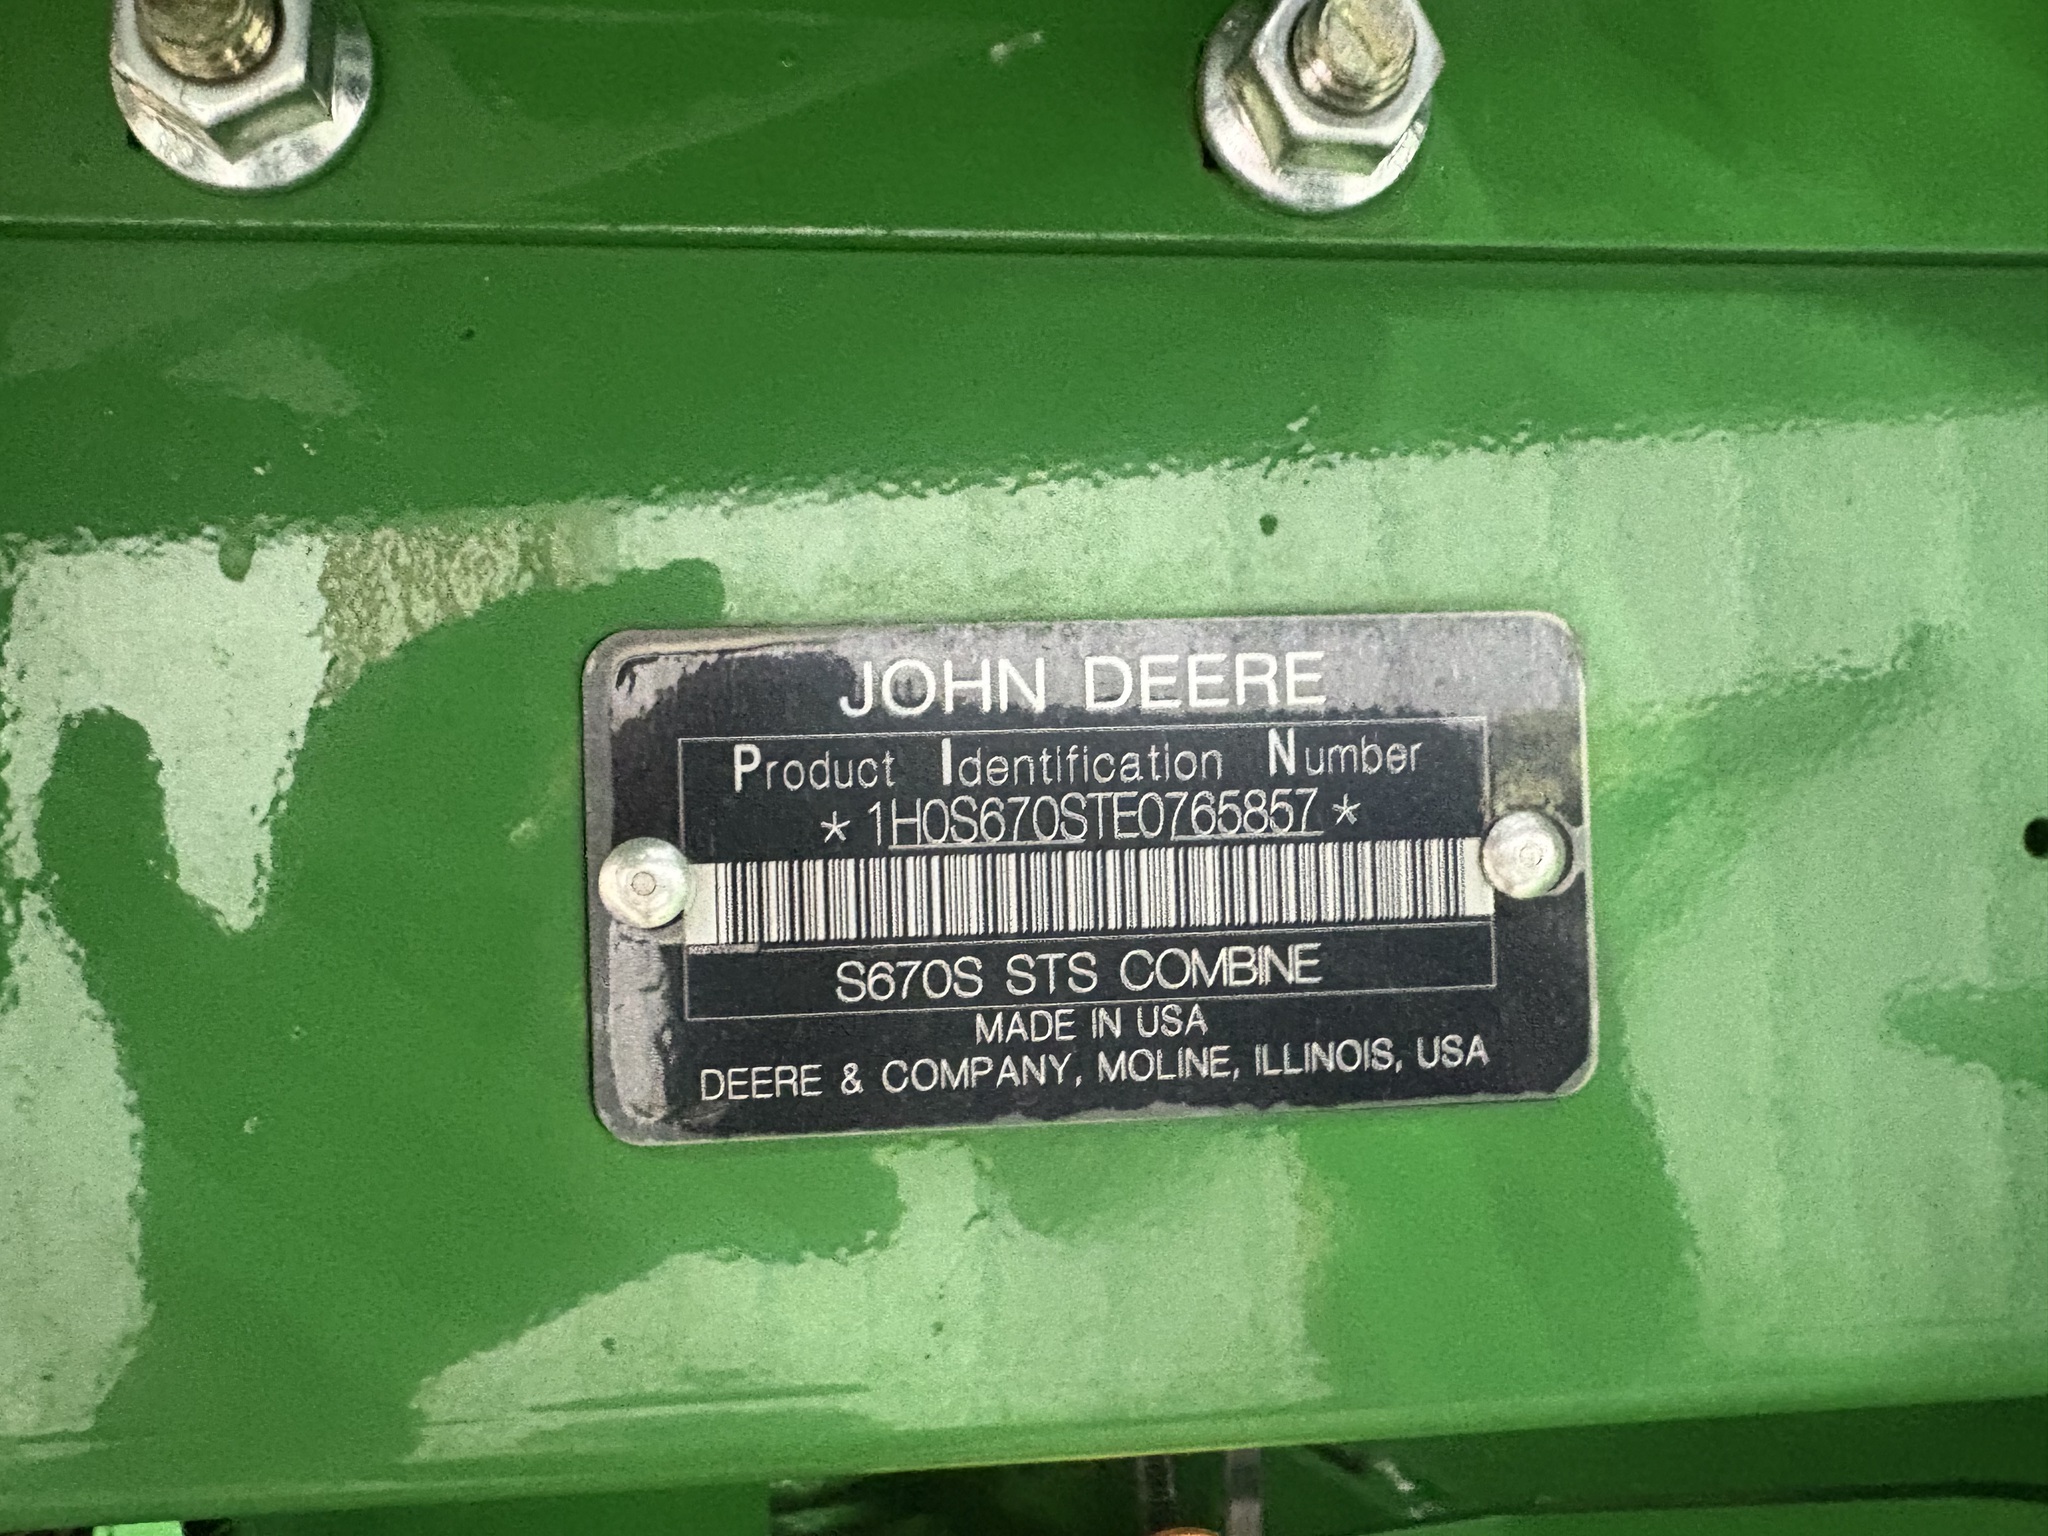 JOHN DEERE
Product Identification Number
*1H0S670STE0765857*
S670S STS COMBINE
MADE IN USA
DEERE & COMPANY, MOLINE, ILLINOIS, USA